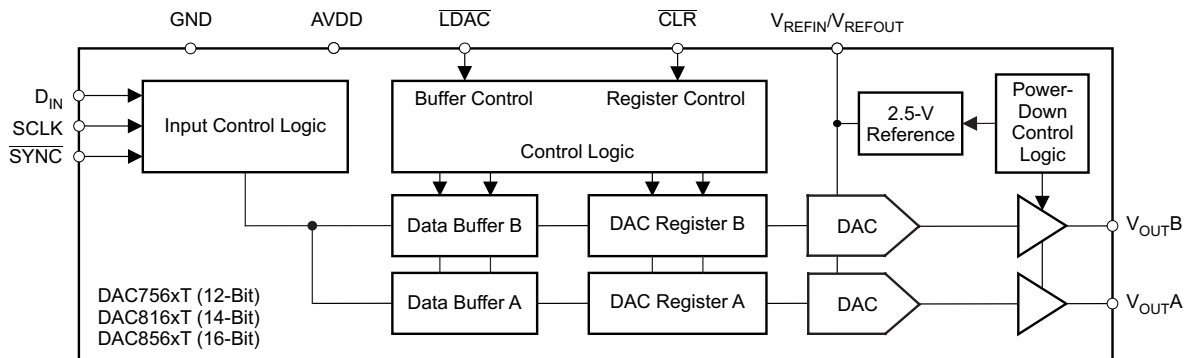 GND
AVDD
LDAC
CLR
VREFIN/VREFOUT
DIN
SCLK
SYNC
Input Control Logic
Buffer Control
Register Control
Control Logic
2.5-V
Reference
Power-
Down
Control
Logic
Data Buffer B
DAC Register B
DAC
VOUTB
Data Buffer A
DAC Register A
DAC
VOUTA
DAC756xT (12-Bit)
DAC816xT (14-Bit)
DAC856xT (16-Bit)